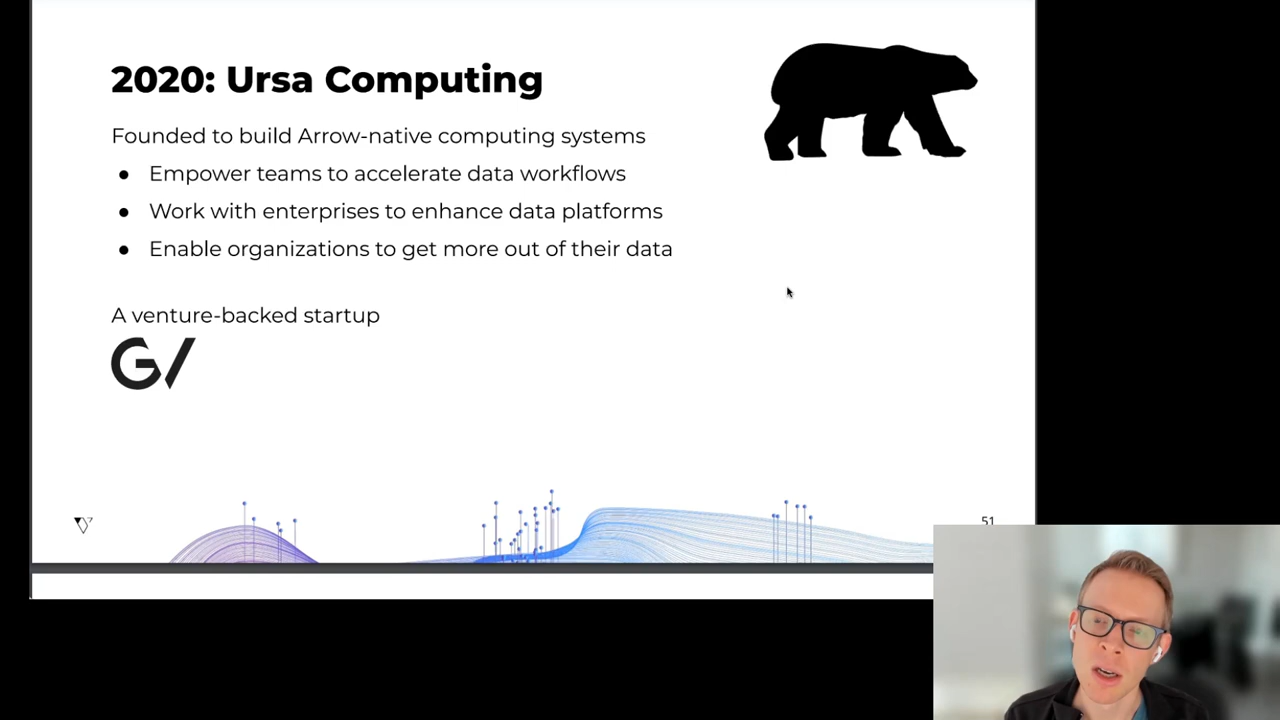 2020: Ursa Computing
Founded to build Arrow-native computing systems
● Empower teams to accelerate data workflows
● Work with enterprises to enhance data platforms
● Enable organizations to get more out of their data
A venture-backed startup
G/
51